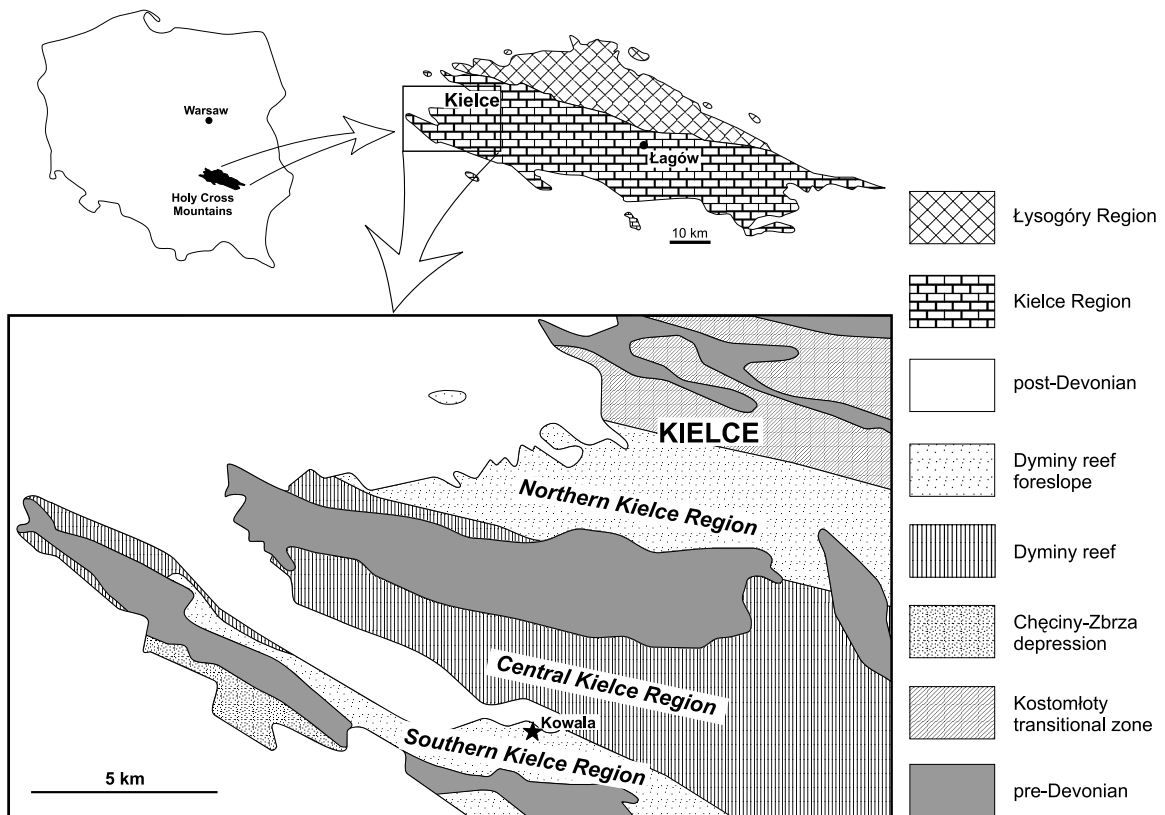 Warsaw
Holy Cross
Mountains
Kielce
Łagów
10 km
Łysogóry Region
Kielce Region
post-Devonian
Dyminy reef
foreslope
Dyminy reef
Chęciny-Zbrza
depression
Kostomłoty
transitional zone
pre-Devonian
KIELCE
Northern Kielce Region
Central Kielce Region
Kowala
Southern Kielce Region
5 km